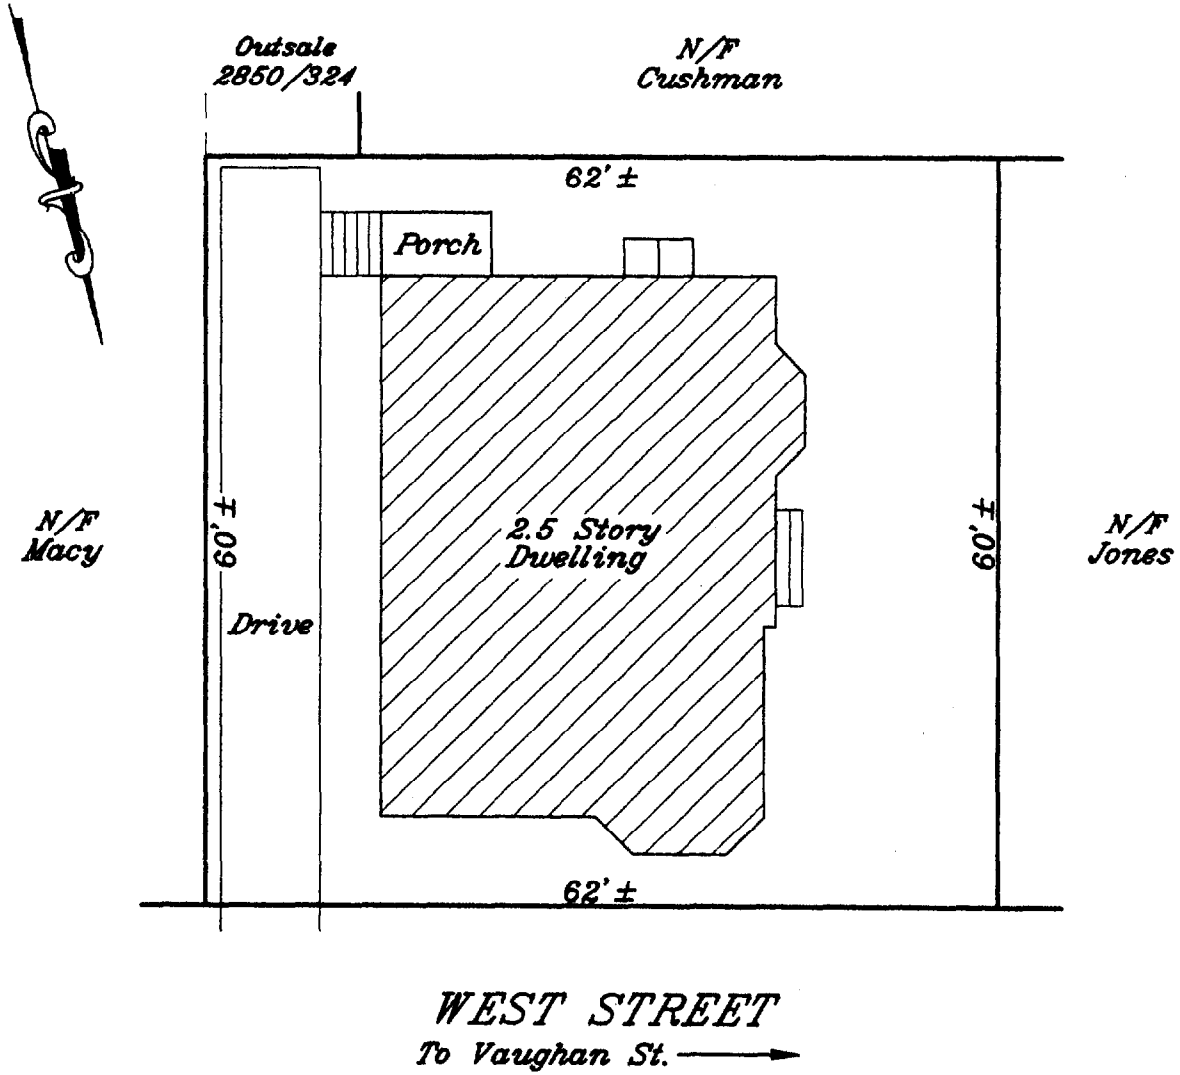 Outsale
2850/324
N/F
Cushman
62' ±
Porch
N/F
Macy
60' ±
2.5 Story
Dwelling
60' ±
N/F
Jones
Drive
62' ±
WEST STREET
To Vaughan St.